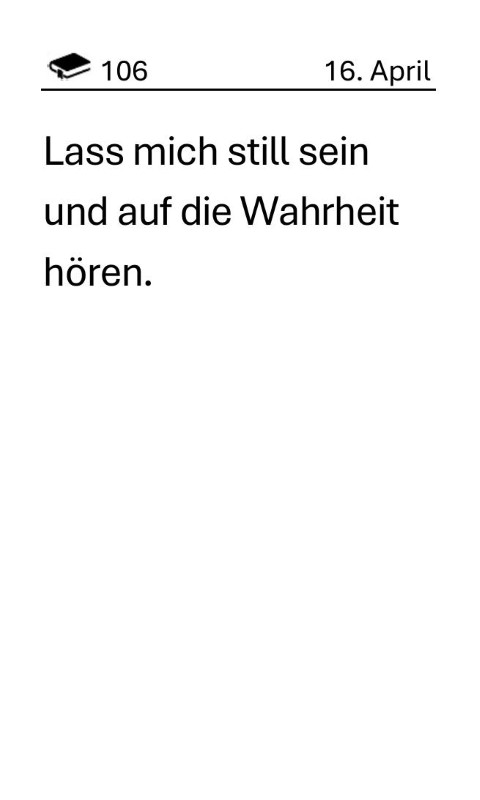 106 16. April
Lass mich still sein
und auf die Wahrheit
hören.